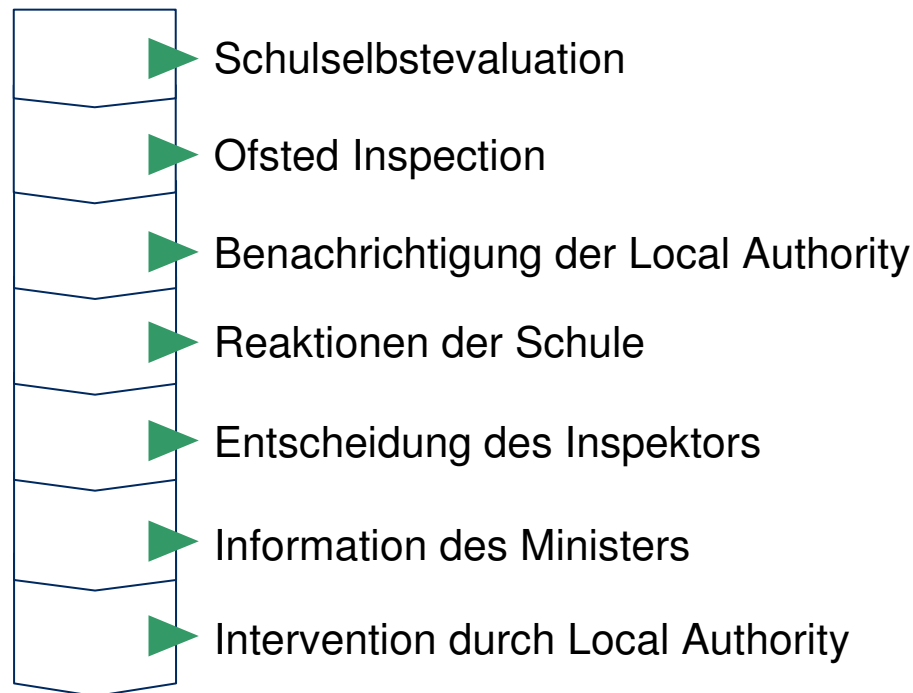 Schulselbstevaluation
Ofsted Inspection
Benachrichtigung der Local Authority
Reaktionen der Schule
Entscheidung des Inspektors
Information des Ministers
Intervention durch Local Authority